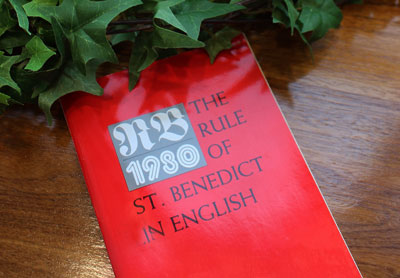 RB
1980
THE
RULE
OF
ST. BENEDICT
IN ENGLISH